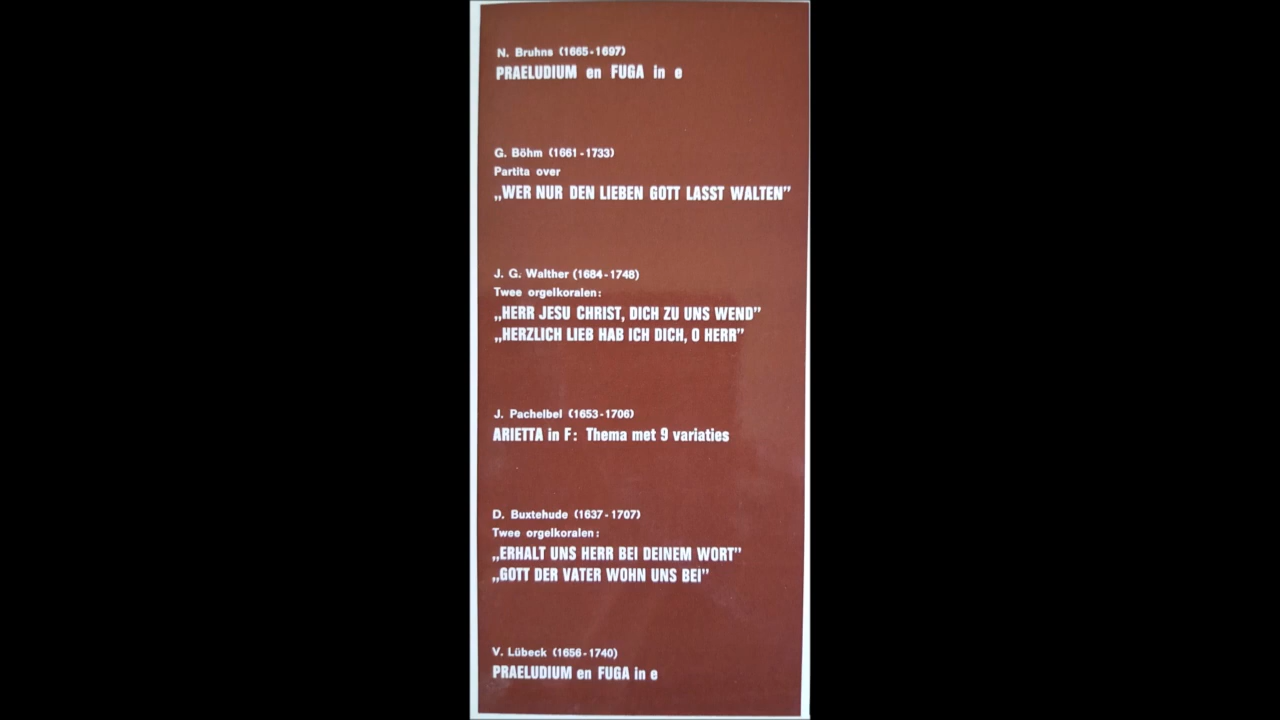 N. Bruhns (1665-1697)
PRAELUDIUM en FUGA in e
G. Böhm (1661-1733)
Partita over
„WER NUR DEN LIEBEN GOTT LASST WALTEN”
J. G. Walther (1684-1748)
Twee orgelkoralen:
„HERR JESU CHRIST, DICH ZU UNS WEND”
„HERZLICH LIEB HAB ICH DICH, O HERR”
J. Pachelbel (1653-1706)
ARIETTA in F: Thema met 9 variaties
D. Buxtehude (1637-1707)
Twee orgelkoralen:
„ERHALT UNS HERR BEI DEINEM WORT”
„GOTT DER VATER WOHN UNS BEI”
V. Lübeck (1656-1740)
PRAELUDIUM en FUGA in e